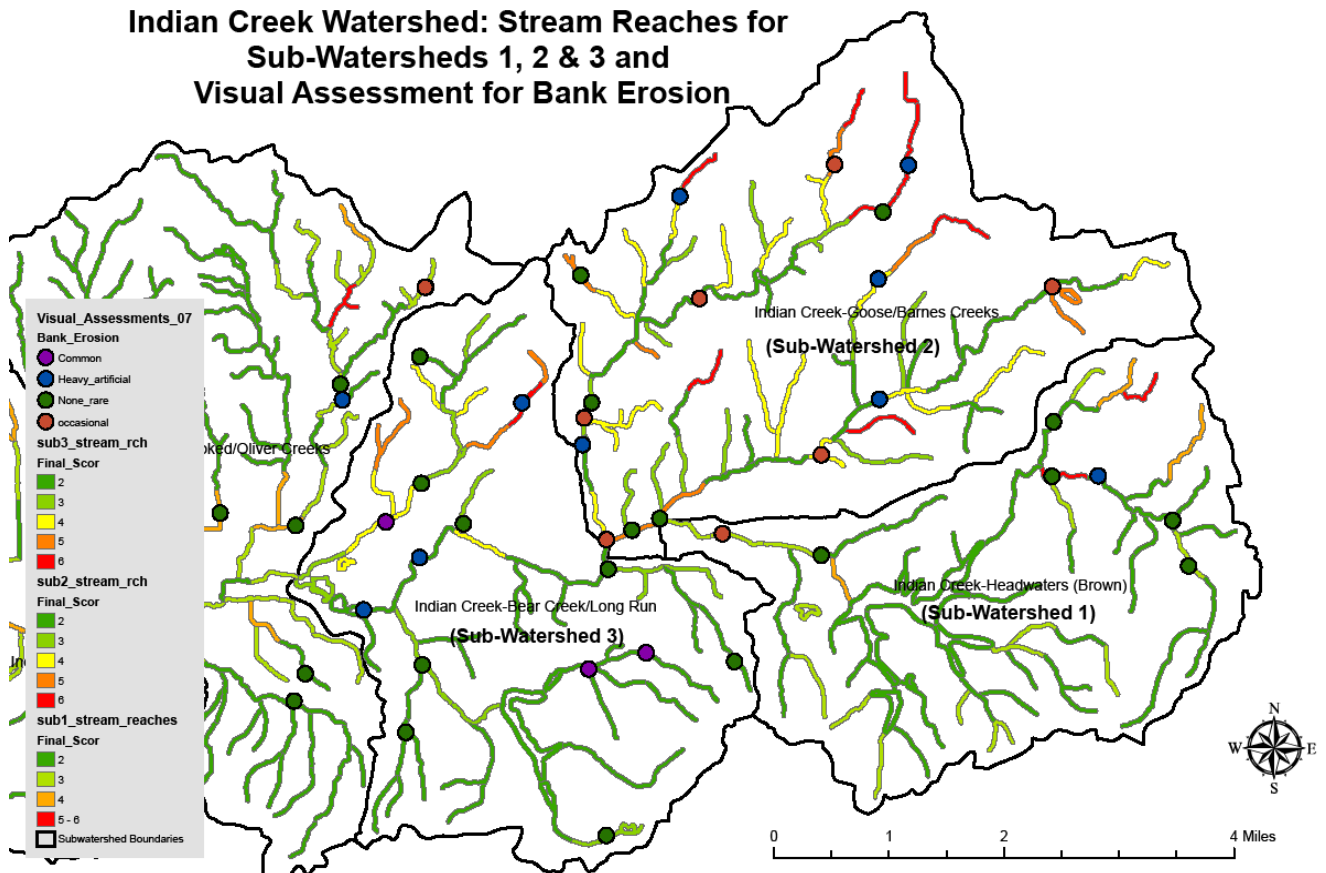 Indian Creek Watershed: Stream Reaches for
Sub-Watersheds 1, 2 & 3 and
Visual Assessment for Bank Erosion
Indian Creek-Goose/Barnes Creeks
(Sub-Watershed 2)
oked/Oliver Creeks
Indian Creek-Headwaters (Brown)
(Sub-Watershed 1)
Indian Creek-Bear Creek/Long Run
(Sub-Watershed 3)
In
Visual_Assessments_07
Bank_Erosion
Common
Heavy_artificial
None_rare
occasional
sub3_stream_rch
Final_Scor
2
3
4
5
6
sub2_stream_rch
Final_Scor
2
3
4
5
6
sub1_stream_reaches
Final_Scor
2
3
4
5 - 6
Subwatershed Boundaries
N
W E
S
0 2 4 Miles